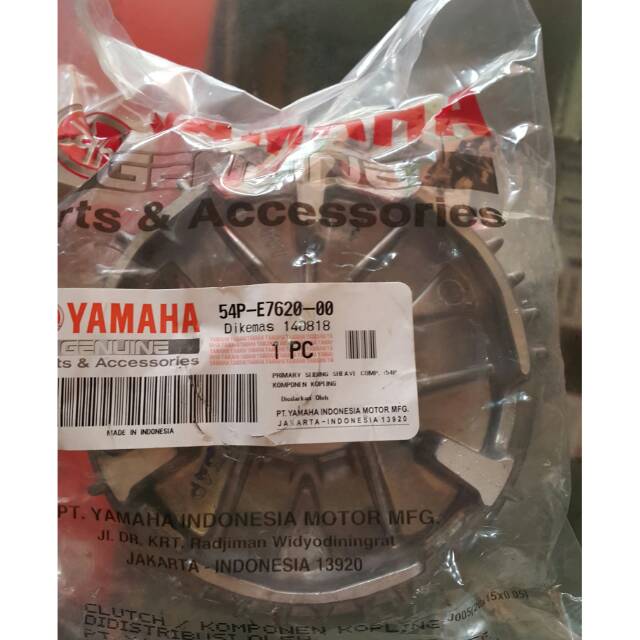 YAMAHA
GENUINE
Parts & Accessories
YAMAHA
GENUINE
ts & Accessories
54P-E7620-00
Dikemas 140818
1 PC
PRIMARY SLIDING SHEAVE COMP. (54P
KOMPONEN KOPLING
Diedarkan Oleh
PT. YAMAHA INDONESIA MOTOR MFG.
JAKARTA-INDONESIA 13920
MADE IN INDONESIA
PT. YAMAHA INDONESIA MOTOR MFG.
Jl. DR. KRT. Radjiman Widyodiningrat
JAKARTA - INDONESIA 13920
CLUTCH / KOMPONEN KOPLING
DIDISTRIBUSI OLEH